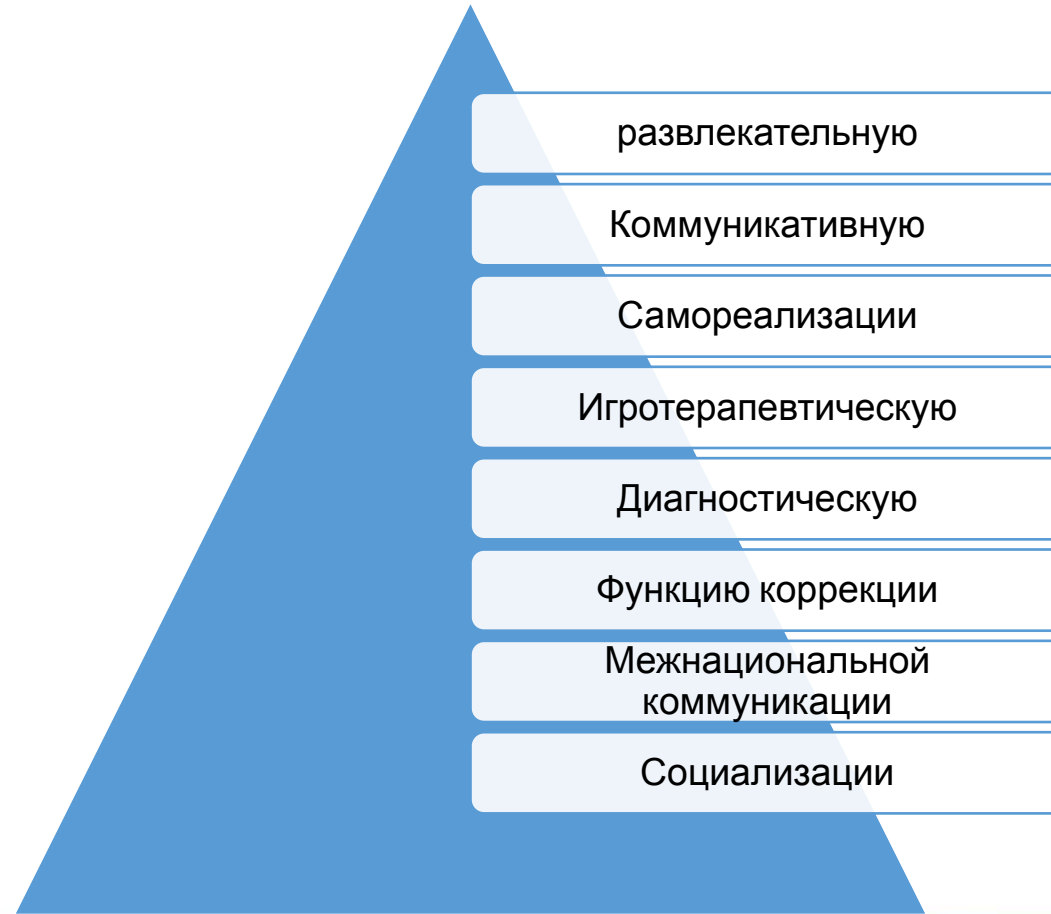 развлекательную
Коммуникативную
Самореализации
Игротерапевтическую
Диагностическую
Функцию коррекции
Межнациональной
коммуникации
Социализации